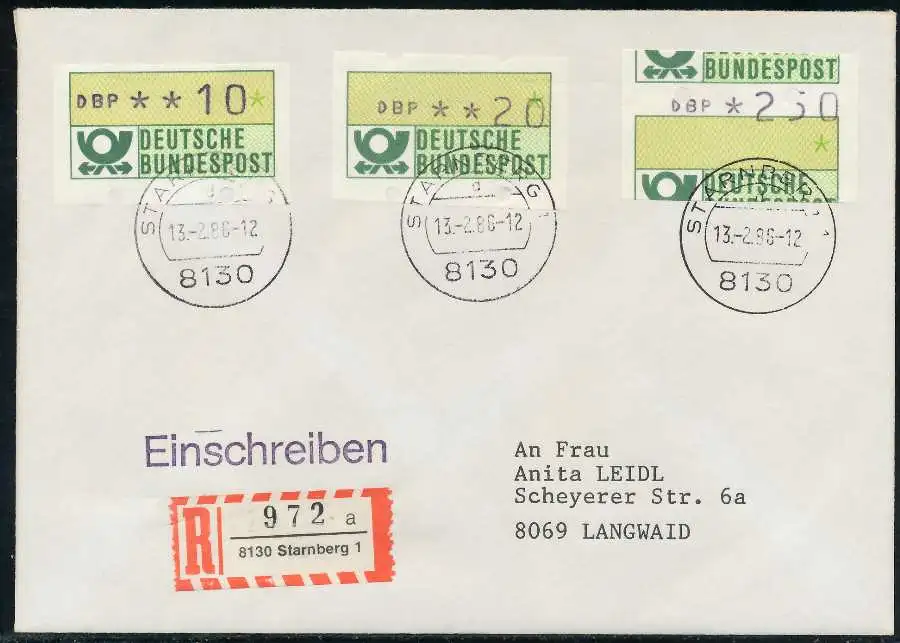 DBP **10*
DEUTSCHE
BUNDESPOST
DBP **20
DEUTSCHE
BUNDESPOST
BUNDESPOST
DBP *250
DEUTSCHE
13.-2.86-12
8130
13.-2.86-12
8130
13.-2.86-12
8130
Einschreiben
R
972 a
8130 Starnberg 1
An Frau
Anita LEIDL
Scheyerer Str. 6a
8069 LANGWAID